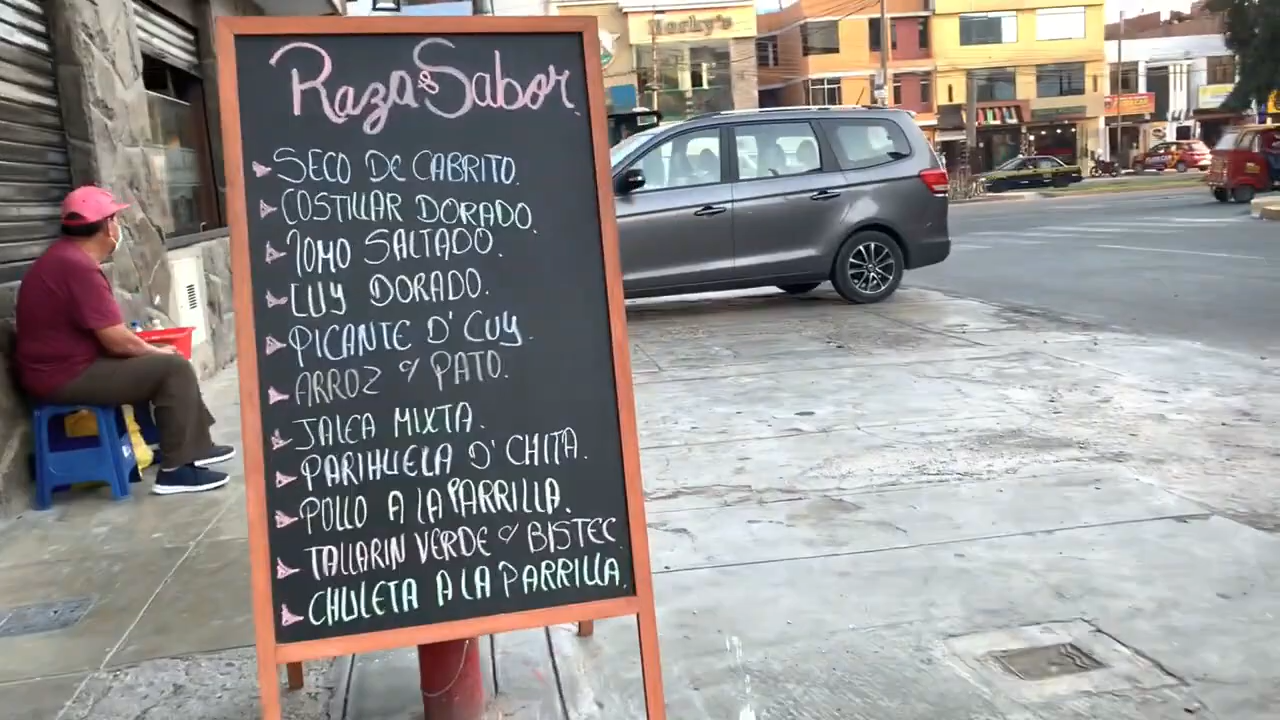 Raza & Sabor
SECO DE CABRITO.
COSTILLAR DORADO.
LOMO SALTADO.
CUY DORADO.
PICANTE D' CUY.
ARROZ c/ PATO.
JALEA MIXTA.
PARIHUELA D' CHITA.
POLLO A LA PARRILLA.
TALLARIN VERDE c/ BISTEC
CHULETA A LA PARRILLA.